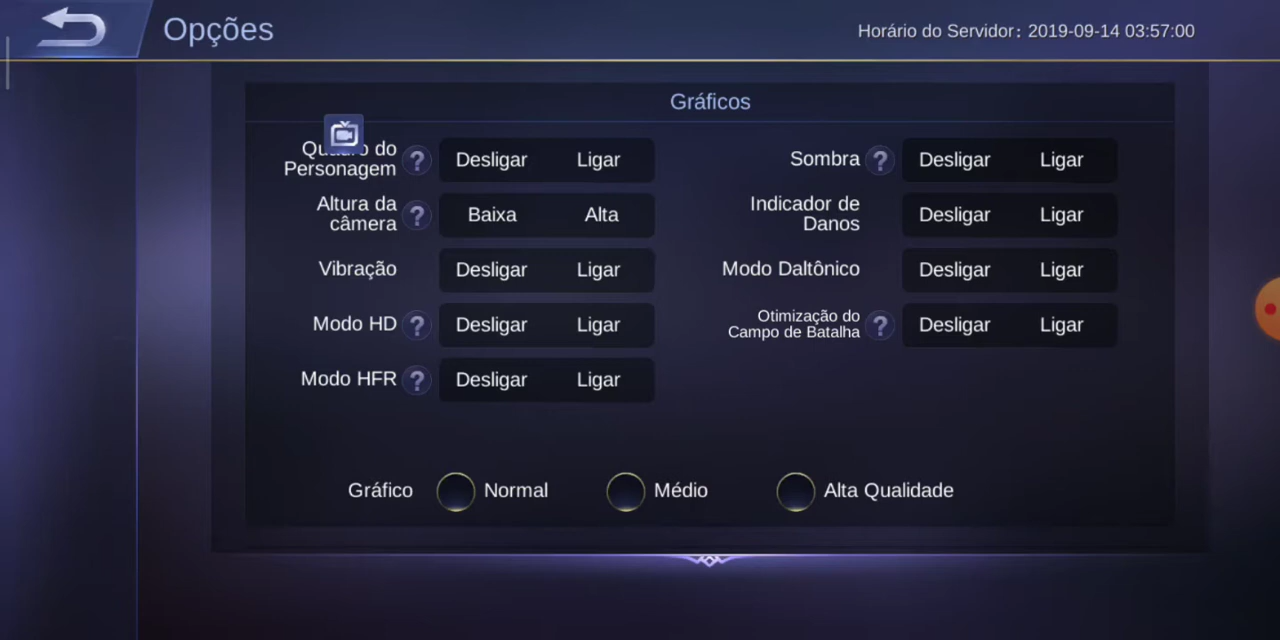 Opções
Horário do Servidor: 2019-09-14 03:57:00
Gráficos
Quadro do
Personagem ? Desligar Ligar
Sombra ? Desligar Ligar
Altura da
câmera ? Baixa Alta
Indicador de
Danos Desligar Ligar
Vibração Desligar Ligar
Modo Daltônico Desligar Ligar
Modo HD ? Desligar Ligar
Otimização do
Campo de Batalha ? Desligar Ligar
Modo HFR ? Desligar Ligar
Gráfico Normal Médio Alta Qualidade